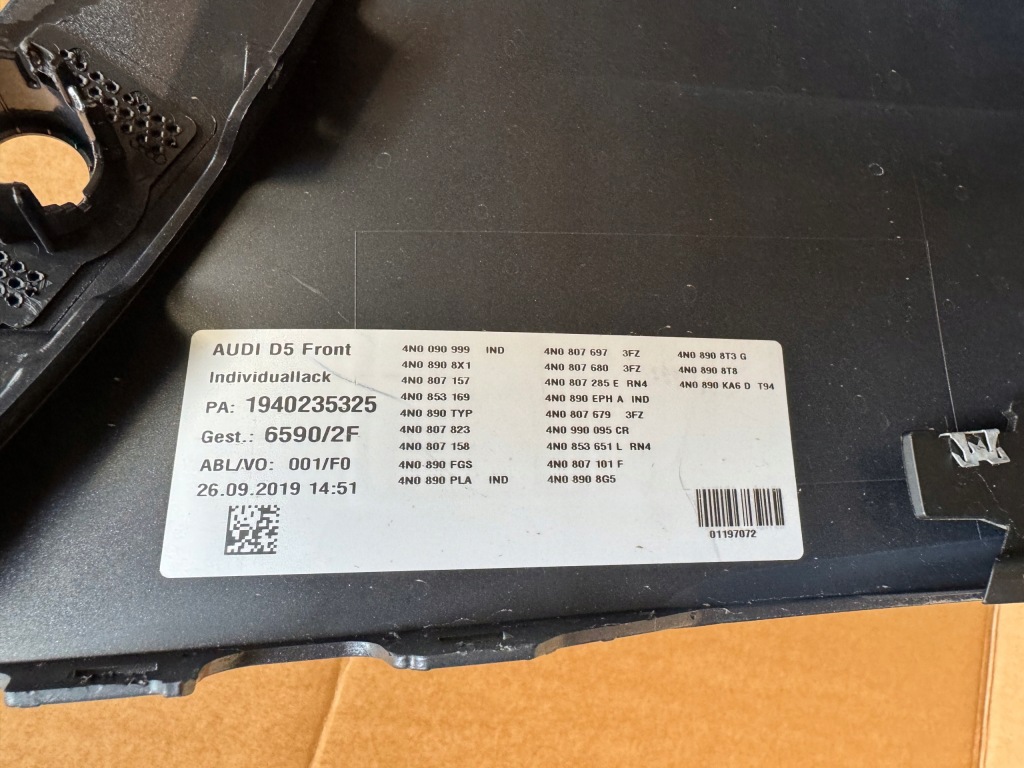 AUDI D5 Front
Individuallack
PA: 1940235325
Gest.: 6590/2F
ABL/VO: 001/F0
26.09.2019 14:51
4N0 090 999 IND
4N0 890 8X1
4N0 807 157
4N0 853 169
4N0 890 TYP
4N0 807 823
4N0 807 158
4N0 890 FGS
4N0 890 PLA IND
4N0 807 697 3FZ
4N0 807 680 3FZ
4N0 807 285 E RN4
4N0 890 EPH A IND
4N0 807 679 3FZ
4N0 990 095 CR
4N0 853 651 L RN4
4N0 807 101 F
4N0 890 8G5
4N0 890 8T3 G
4N0 890 8T8
4N0 890 KA6 D T94
01197072